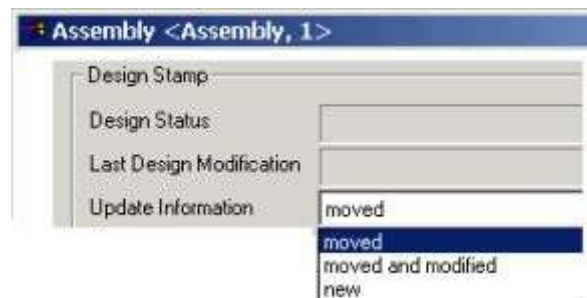 Assembly <Assembly, 1>
Design Stamp
Design Status
Last Design Modification
Update Information moved
moved
moved and modified
new